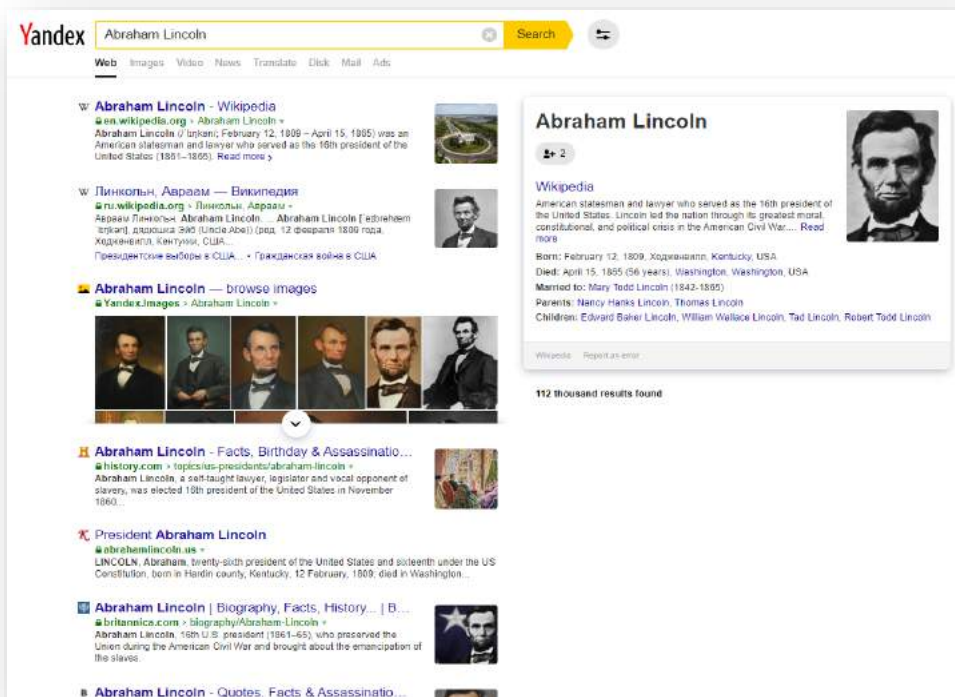 Yandex
Abraham Lincoln
Search
Web Images Video News Translate Disk Mail Ads
W Abraham Lincoln - Wikipedia
en.wikipedia.org › Abraham Lincoln
Abraham Lincoln February 12, 1809 – April 15, 1865) was an
American statesman and lawyer who served as the 16th president of the
United States (1861–1865). Read more ›
W Линкольн, Авраам — Википедия
ru.wikipedia.org › Линкольн, Авраам
Авраам Линкольн, Abraham Lincoln. ... Abraham Lincoln
дядюшка Эйб (Uncle Abe)) (род. 12 февраля 1809 года,
Ходженвилл, Кентукки, США...
Президентские выборы в США... • Гражданская война в США
Abraham Lincoln — browse images
Yandex.Images › Abraham Lincoln
H Abraham Lincoln - Facts, Birthday & Assassinatio...
history.com › topics/us-presidents/abraham-lincoln
Abraham Lincoln, a self-taught lawyer, legislator and vocal opponent of
slavery, was elected 16th president of the United States in November
1860...
President Abraham Lincoln
abrahamlincoln.us
LINCOLN, Abraham, twenty-sixth president of the United States and sixteenth under the US
Constitution, born in Hardin county, Kentucky, 12 February, 1809; died in Washington...
Abraham Lincoln | Biography, Facts, History... | B...
britannica.com › biography/Abraham-Lincoln
Abraham Lincoln, 16th U.S. president (1861–65), who preserved the
Union during the American Civil War and brought about the emancipation of
the slaves.
B Abraham Lincoln - Quotes, Facts & Assassinatio...
Abraham Lincoln
2
Wikipedia
American statesman and lawyer who served as the 16th president of
the United States. Lincoln led the nation through its greatest moral,
constitutional, and political crisis in the American Civil War.... Read
more
Born: February 12, 1809, Ходженвилл, Kentucky, USA
Died: April 15, 1865 (56 years), Washington, Washington, USA
Married to: Mary Todd Lincoln (1842-1865)
Parents: Nancy Hanks Lincoln, Thomas Lincoln
Children: Edward Baker Lincoln, William Wallace Lincoln, Tad Lincoln, Robert Todd Lincoln
Wikipedia Report an error
112 thousand results found